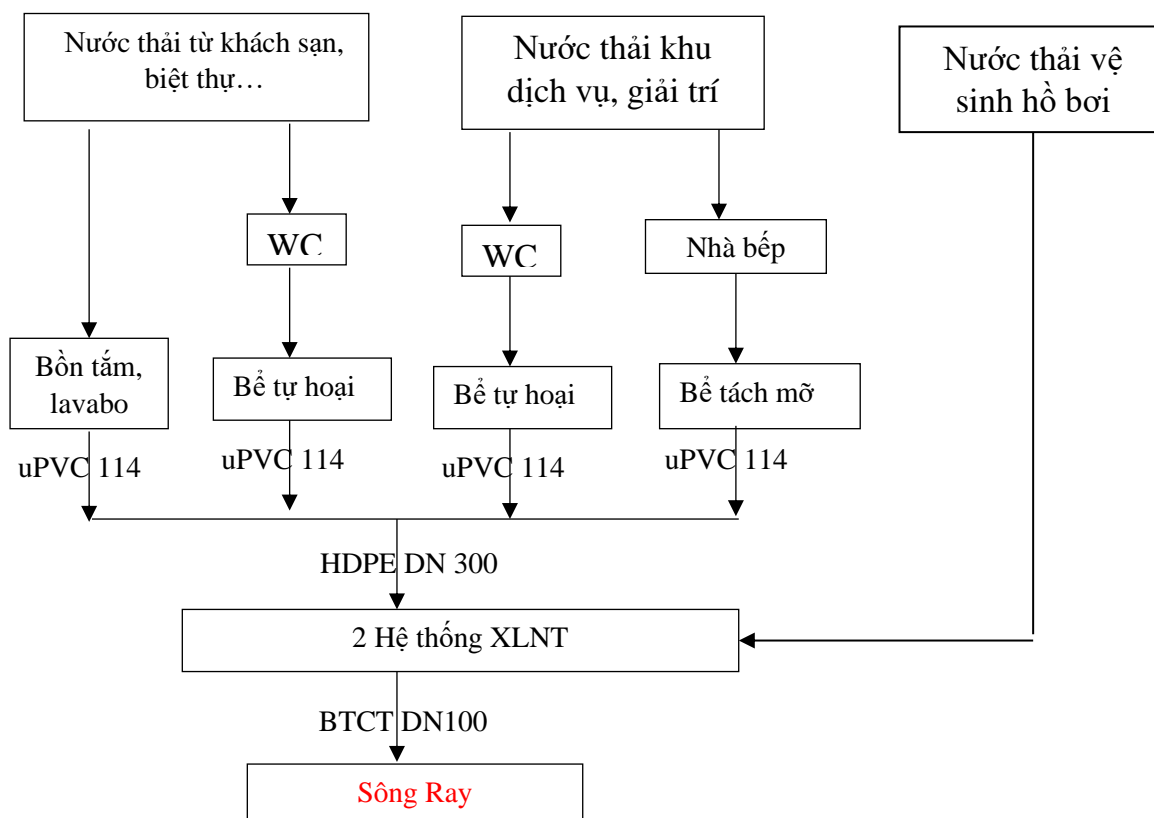 Nước thải từ khách sạn,
biệt thự…
Nước thải khu
dịch vụ, giải trí
Nước thải vệ
sinh hồ bơi
WC
WC
Nhà bếp
Bồn tắm,
lavabo
Bể tự hoại
Bể tự hoại
Bể tách mỡ
uPVC 114
uPVC 114
uPVC 114
uPVC 114
HDPE DN 300
2 Hệ thống XLNT
BTCT DN100
Sông Ray